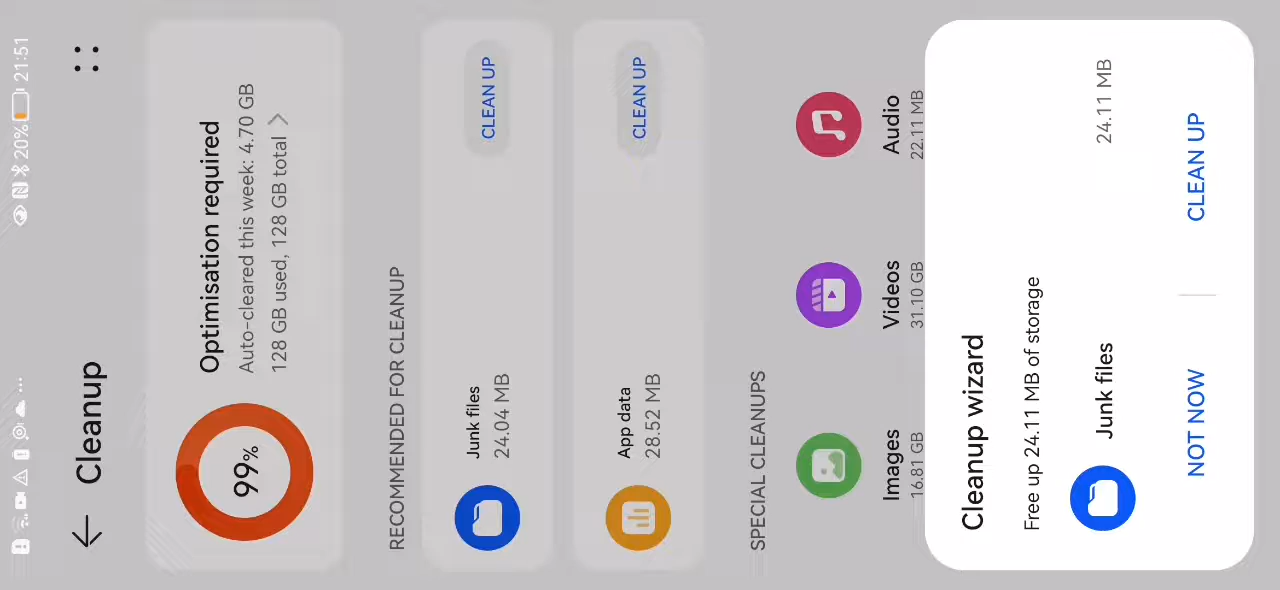 20% 21:51
Cleanup
99%
Optimisation required
Auto-cleared this week: 4.70 GB
128 GB used, 128 GB total
RECOMMENDED FOR CLEANUP
Junk files
24.04 MB
CLEAN UP
App data
28.52 MB
CLEAN UP
SPECIAL CLEANUPS
Images
16.81 GB
Videos
31.10 GB
Audio
22.11 MB
Cleanup wizard
Free up 24.11 MB of storage
Junk files
24.11 MB
NOT NOW
CLEAN UP